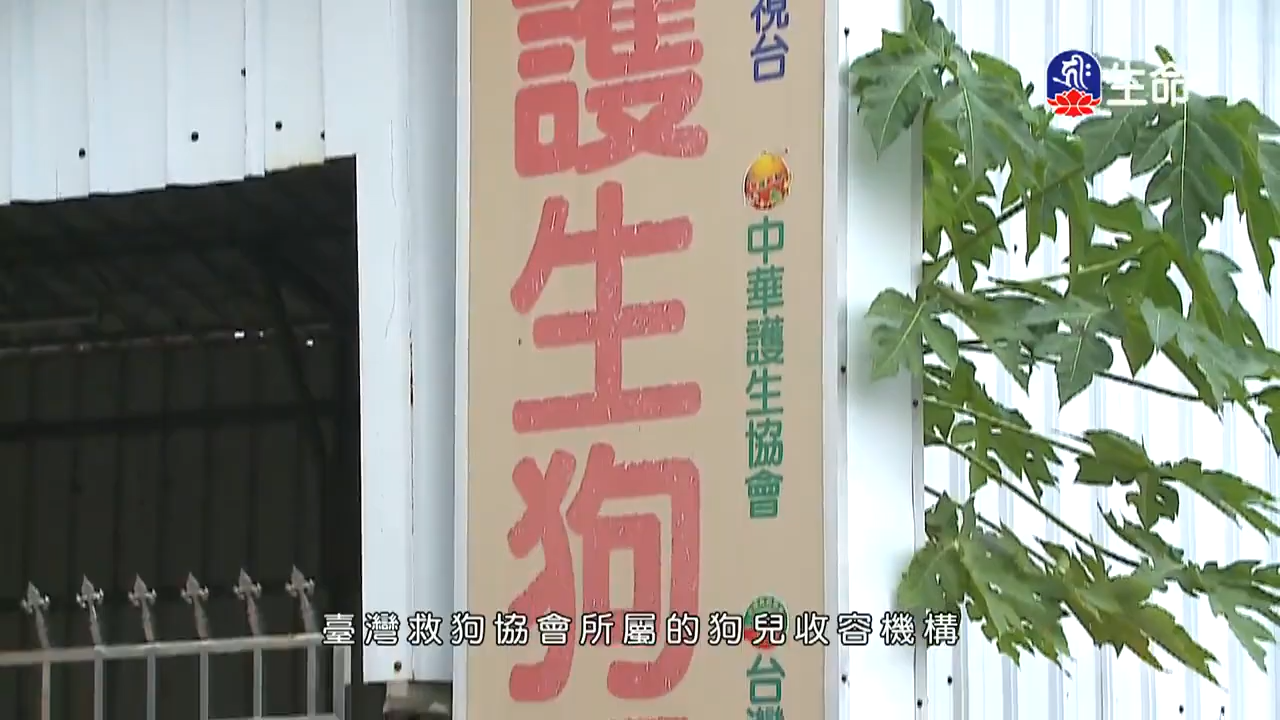 護生狗
視台
中華護生協會
台灣
生命
臺灣救狗協會所屬的狗兒收容機構